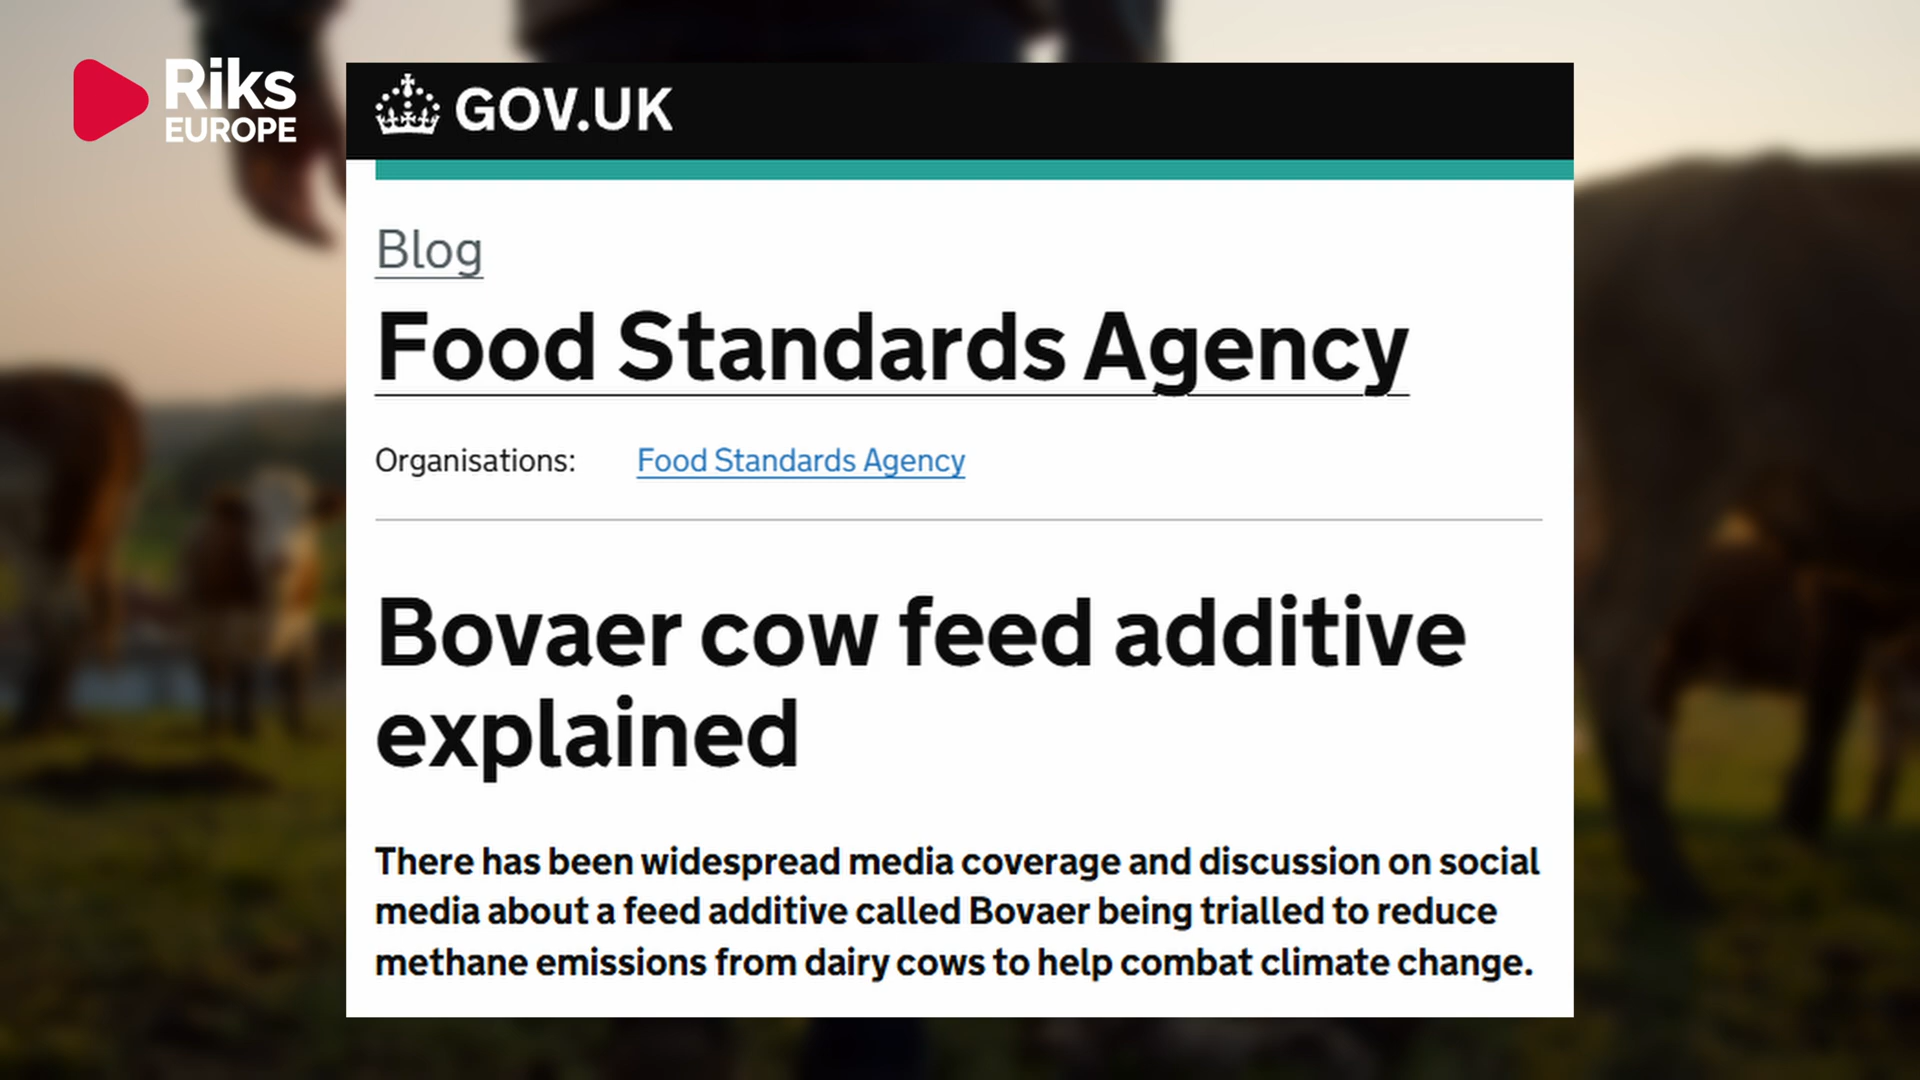 Riks
EUROPE
GOV.UK
Blog
Food Standards Agency
Organisations: Food Standards Agency
Bovaer cow feed additive
explained
There has been widespread media coverage and discussion on social
media about a feed additive called Bovaer being trialled to reduce
methane emissions from dairy cows to help combat climate change.